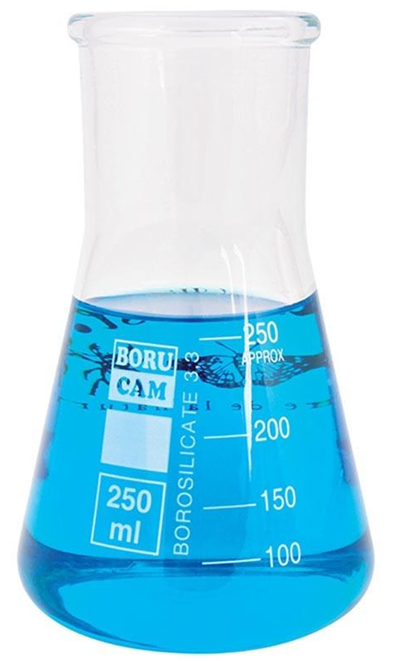 BORU
CAM
250
ml
BOROSILICATE 3.3
250
APPROX
200
150
100